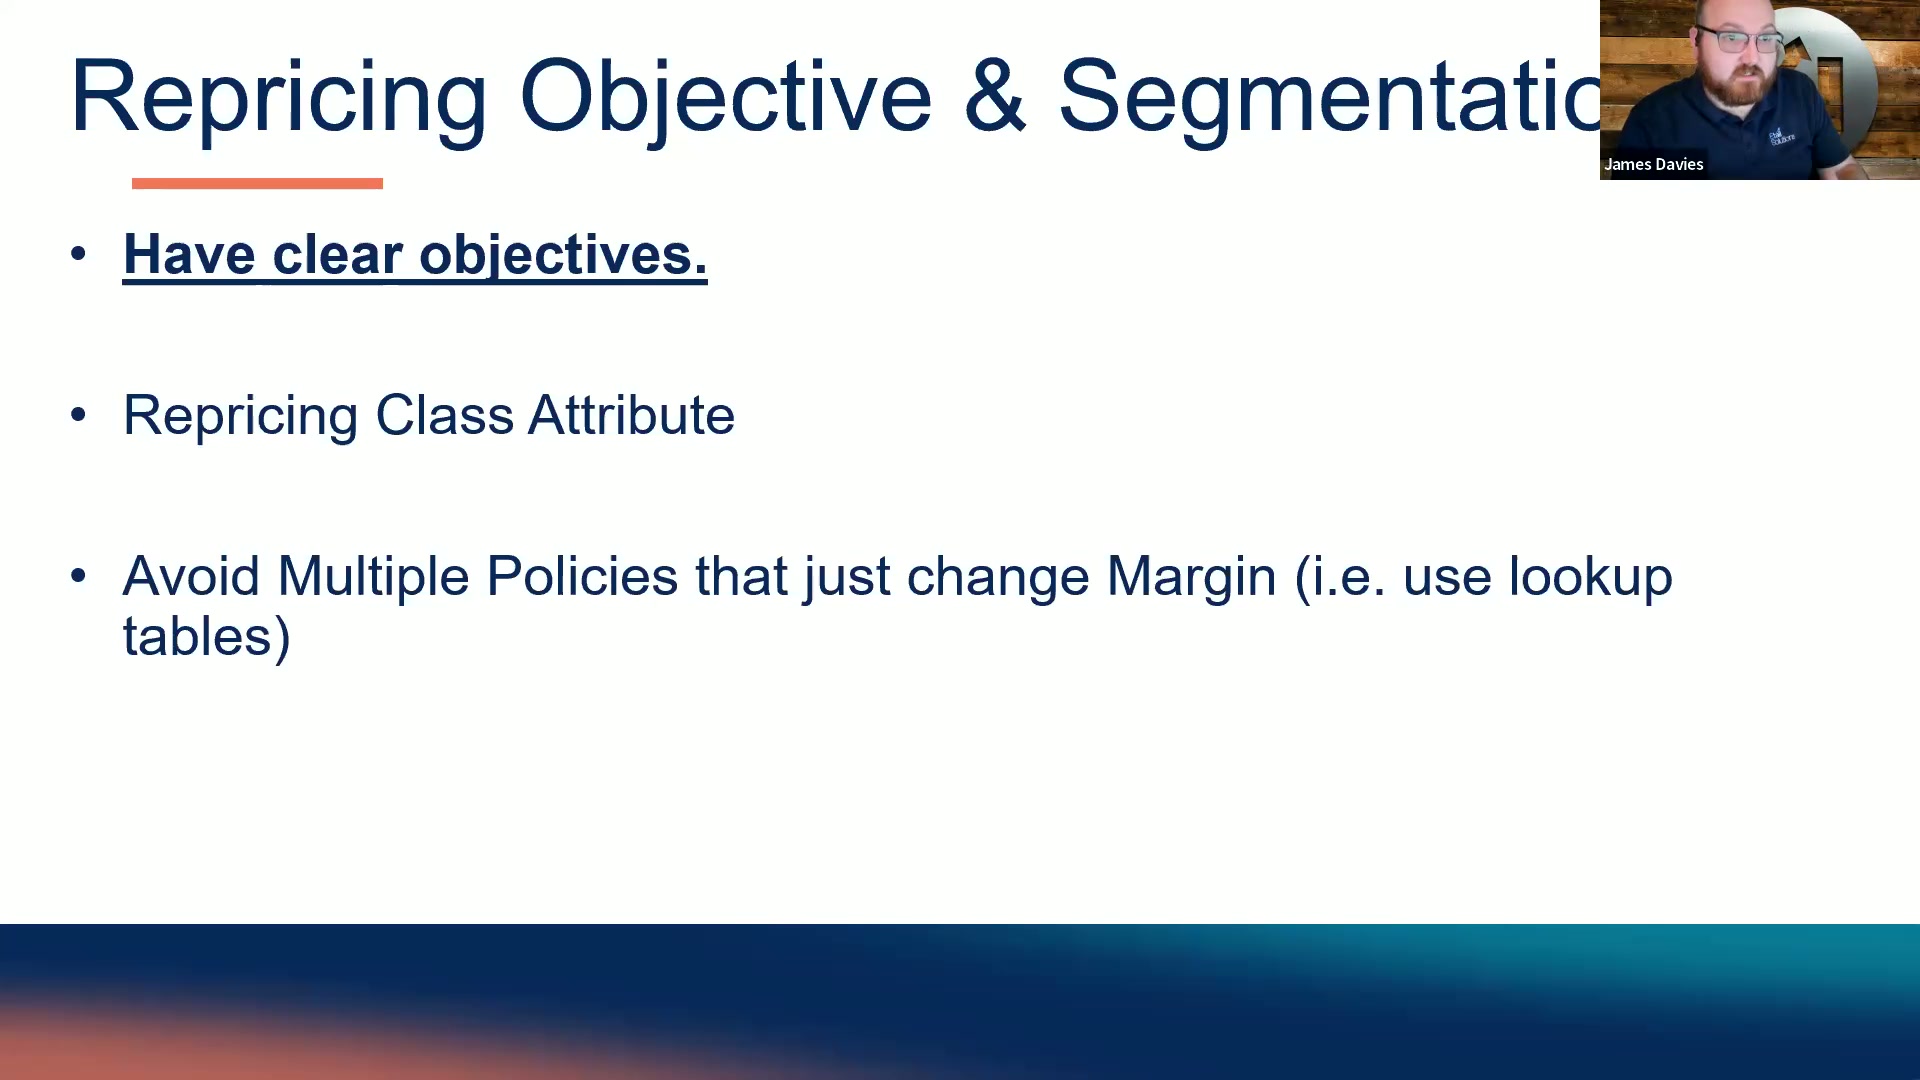 Repricing Objective & Segmentatio
James Davies
• Have clear objectives.
• Repricing Class Attribute
• Avoid Multiple Policies that just change Margin (i.e. use lookup
tables)